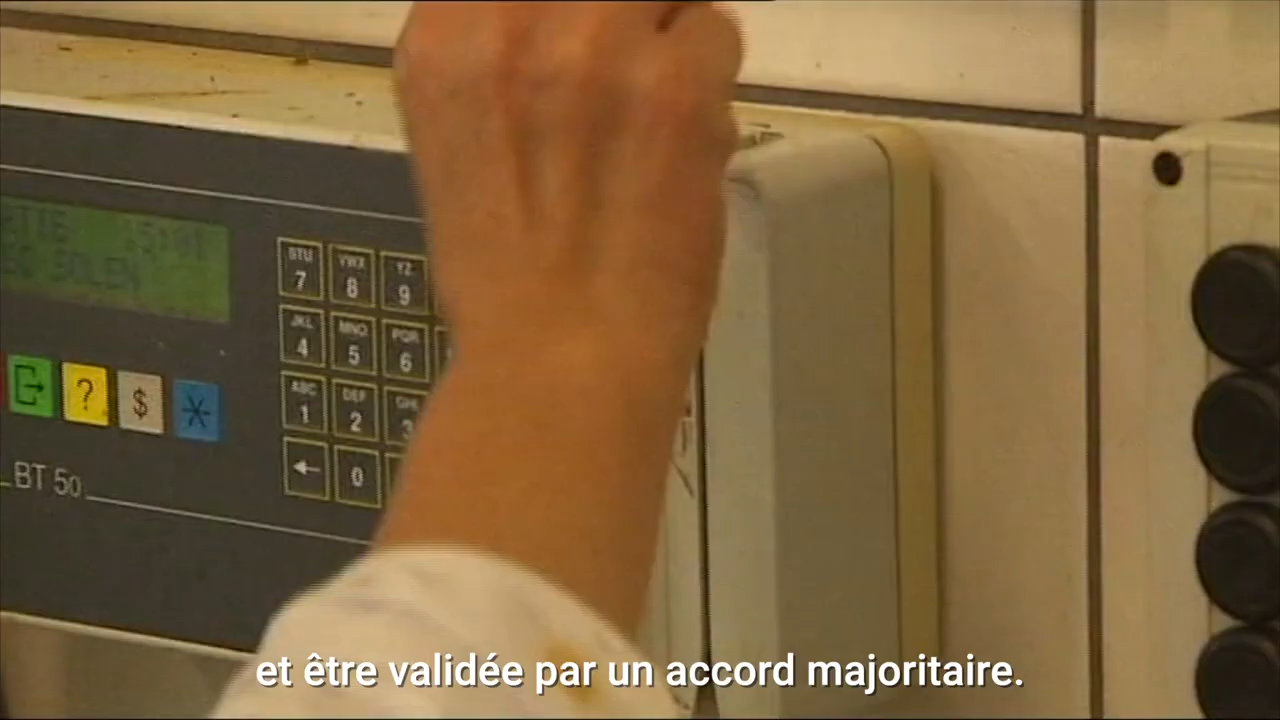 STU VWX YZ
7 8 9
JKL MNO PQR
4 5 6
ABC DEF GHI
1 2 3
← 0
? $
BT 50
et être validée par un accord majoritaire.